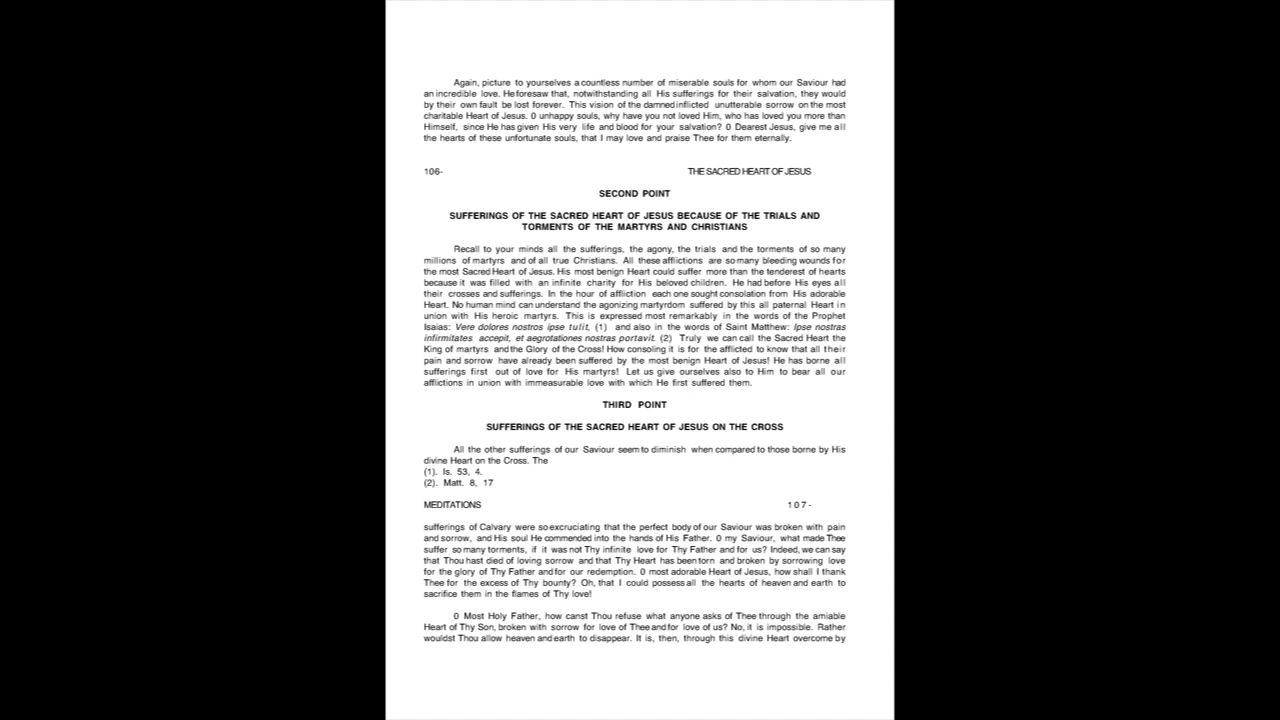 Again, picture to yourselves a countless number of miserable souls for whom our Saviour had
an incredible love. He foresaw that, notwithstanding all His sufferings for their salvation, they would
by their own fault be lost forever. This vision of the damned inflicted unutterable sorrow on the most
charitable Heart of Jesus. 0 unhappy souls, why have you not loved Him, who has loved you more than
Himself, since He has given His very life and blood for your salvation? 0 Dearest Jesus, give me all
the hearts of these unfortunate souls, that I may love and praise Thee for them eternally.
106- THE SACRED HEART OF JESUS
SECOND POINT
SUFFERINGS OF THE SACRED HEART OF JESUS BECAUSE OF THE TRIALS AND
TORMENTS OF THE MARTYRS AND CHRISTIANS
Recall to your minds all the sufferings, the agony, the trials and the torments of so many
millions of martyrs and of all true Christians. All these afflictions are so many bleeding wounds for
the most Sacred Heart of Jesus. His most benign Heart could suffer more than the tenderest of hearts
because it was filled with an infinite charity for His beloved children. He had before His eyes all
their crosses and sufferings. In the hour of affliction each one sought consolation from His adorable
Heart. No human mind can understand the agonizing martyrdom suffered by this all paternal Heart in
union with His heroic martyrs. This is expressed most remarkably in the words of the Prophet
Isaias: Vere dolores nostros ipse tulit, (1) and also in the words of Saint Matthew: Ipse nostras
infirmitates accepit, et aegrotationes nostras portavit. (2) Truly we can call the Sacred Heart the
King of martyrs and the Glory of the Cross! How consoling it is for the afflicted to know that all their
pain and sorrow have already been suffered by the most benign Heart of Jesus! He has borne all
sufferings first out of love for His martyrs! Let us give ourselves also to Him to bear all our
afflictions in union with immeasurable love with which He first suffered them.
THIRD POINT
SUFFERINGS OF THE SACRED HEART OF JESUS ON THE CROSS
All the other sufferings of our Saviour seem to diminish when compared to those borne by His
divine Heart on the Cross. The
(1). Is. 53, 4.
(2). Matt. 8, 17
MEDITATIONS 107-
sufferings of Calvary were so excruciating that the perfect body of our Saviour was broken with pain
and sorrow, and His soul He commended into the hands of His Father. 0 my Saviour, what made Thee
suffer so many torments, if it was not Thy infinite love for Thy Father and for us? Indeed, we can say
that Thou hast died of loving sorrow and that Thy Heart has been torn and broken by sorrowing love
for the glory of Thy Father and for our redemption. 0 most adorable Heart of Jesus, how shall I thank
Thee for the excess of Thy bounty? Oh, that I could possess all the hearts of heaven and earth to
sacrifice them in the flames of Thy love!
0 Most Holy Father, how canst Thou refuse what anyone asks of Thee through the amiable
Heart of Thy Son, broken with sorrow for love of Thee and for love of us? No, it is impossible. Rather
wouldst Thou allow heaven and earth to disappear. It is, then, through this divine Heart overcome by